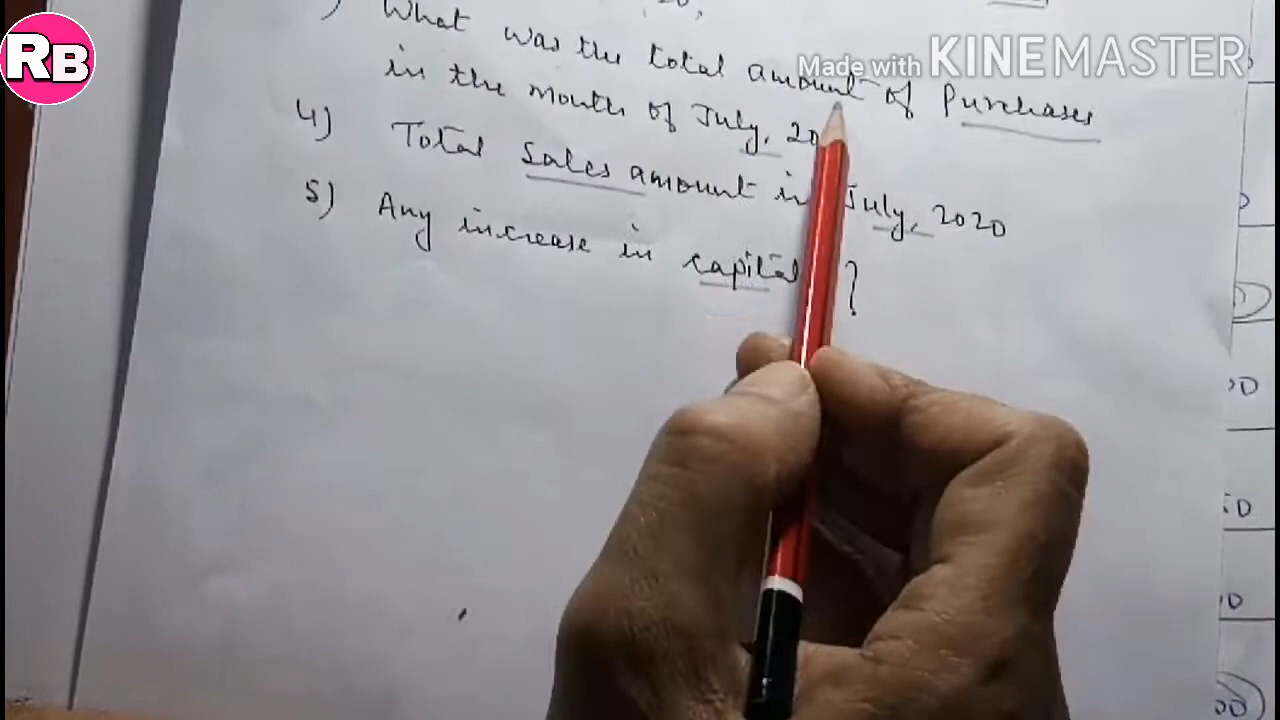 RB
Made with KINEMASTER
) What was the total amount of Purchases
in the month of July, 20
4) Total Sales amount in July, 2020
5) Any increase in capital ?